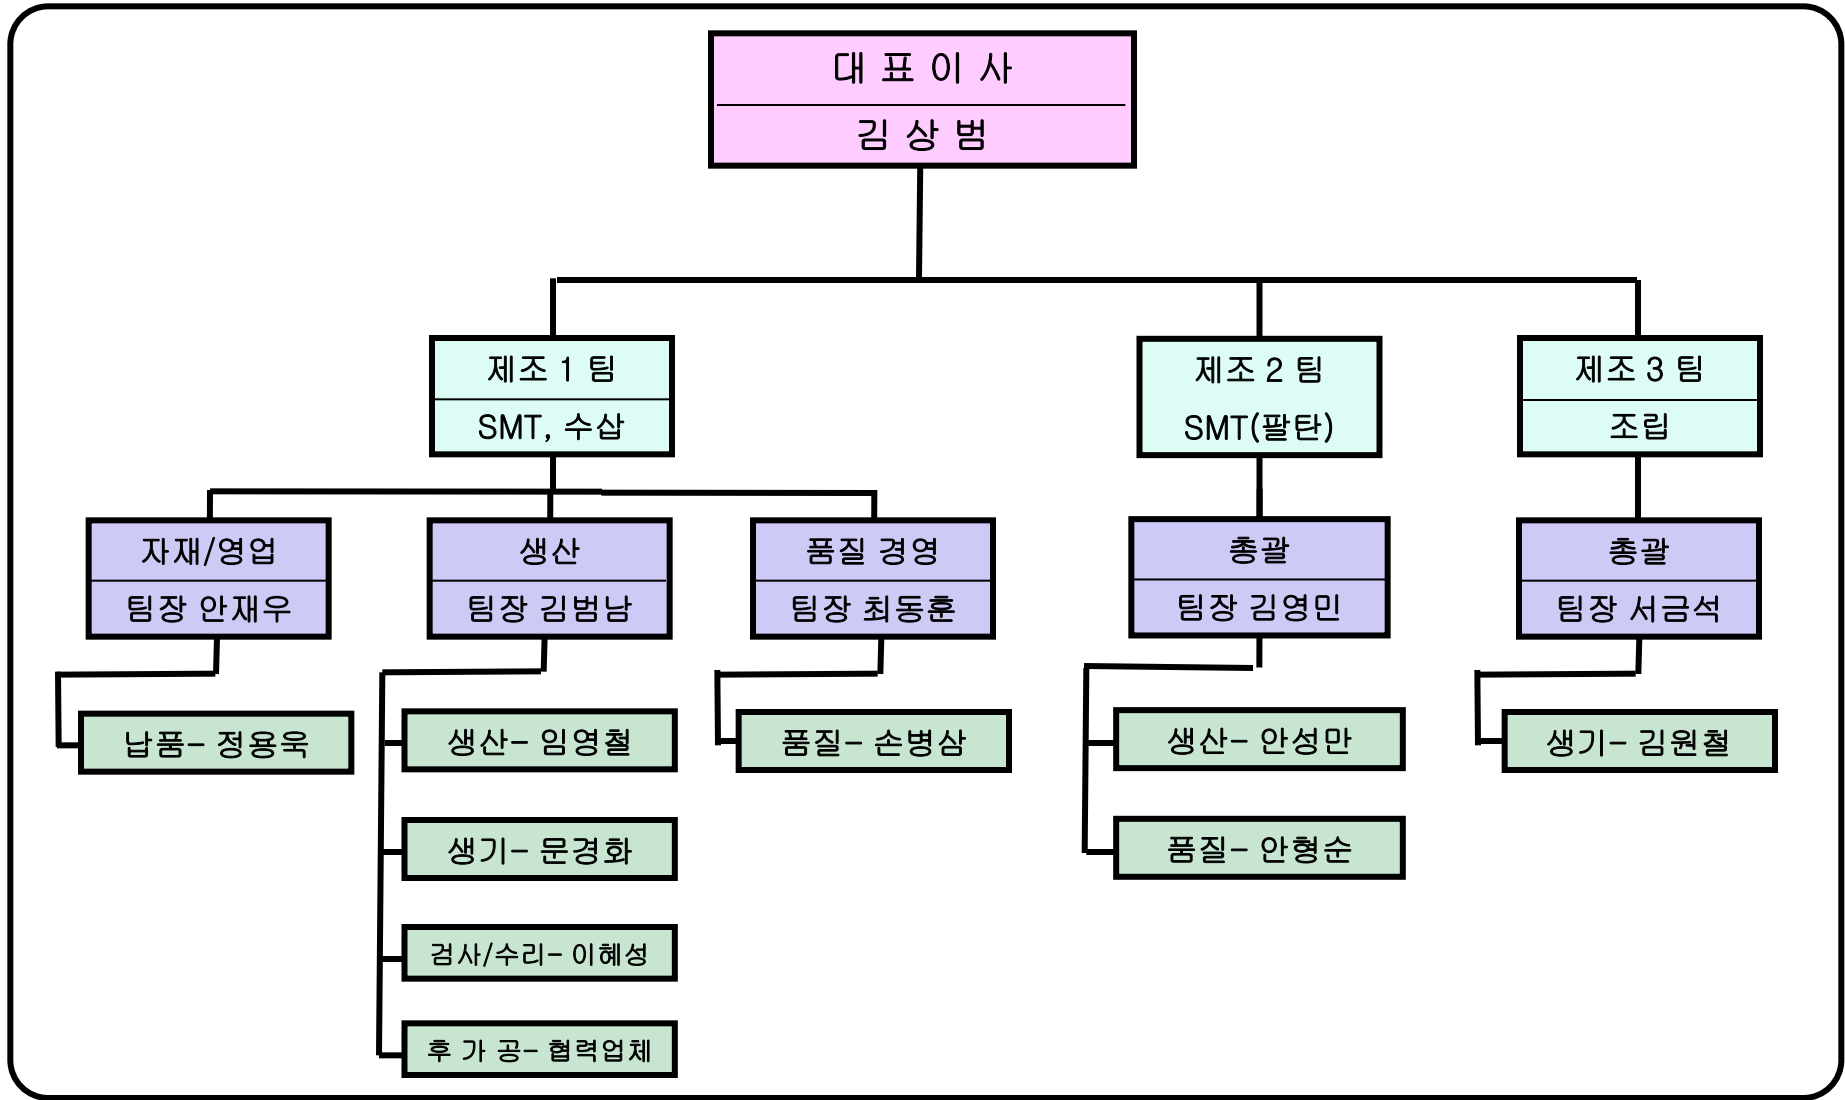 대 표 이 사
김 상 범
제조 1 팀
SMT, 수삽
제조 2 팀
SMT(팔탄)
제조 3 팀
조립
자재/영업
팀장 안재우
생산
팀장 김범남
품질 경영
팀장 최동훈
총괄
팀장 김영민
총괄
팀장 서금석
납품- 정용욱
생산- 임영철
생기- 문경화
검사/수리- 이혜성
후 가 공- 협력업체
품질- 손병삼
생산- 안성만
품질- 안형순
생기- 김원철